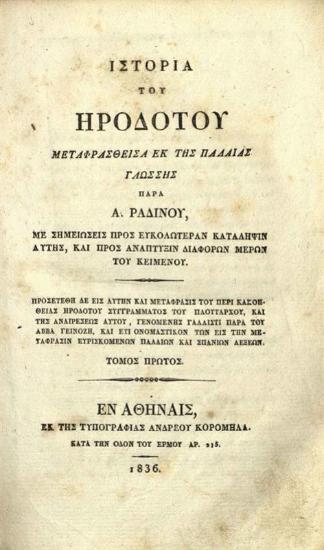 ΙΣΤΟΡΙΑ
ΤΟΥ
ΗΡΟΔΟΤΟΥ
ΜΕΤΑΦΡΑΣΘΕΙΣΑ ΕΚ ΤΗΣ ΠΑΛΑΙΑΣ
ΓΛΩΣΣΗΣ
ΠΑΡΑ
Α. ΡΑΔΙΝΟΥ,
ΜΕ ΣΗΜΕΙΩΣΕΙΣ ΠΡΟΣ ΕΥΚΟΛΩΤΕΡΑΝ ΚΑΤΑΛΗΨΙΝ
ΑΥΤΗΣ, ΚΑΙ ΠΡΟΣ ΑΝΑΠΤΥΞΙΝ ΔΙΑΦΟΡΩΝ ΜΕΡΩΝ
ΤΟΥ ΚΕΙΜΕΝΟΥ.
ΠΡΟΣΕΤΕΘΗ ΔΕ ΕΙΣ ΑΥΤΗΝ ΚΑΙ ΜΕΤΑΦΡΑΣΙΣ ΤΟΥ ΠΕΡΙ ΚΑΚΟΗ-
ΘΕΙΑΣ ΗΡΟΔΟΤΟΥ ΣΥΓΓΡΑΜΜΑΤΟΣ ΤΟΥ ΠΛΟΥΤΑΡΧΟΥ, ΚΑΙ
ΤΗΣ ΑΝΑΙΡΕΣΕΩΣ ΑΥΤΟΥ, ΓΕΝΟΜΕΝΗΣ ΓΑΛΛΙΣΤΙ ΠΑΡΑ ΤΟΥ
ΑΒΒΑ ΓΕΙΝΟΖΗ, ΚΑΙ ΕΤΙ ΟΝΟΜΑΣΤΙΚΟΝ ΤΩΝ ΕΙΣ ΤΗΝ ΜΕ-
ΤΑΦΡΑΣΙΝ ΕΥΡΙΣΚΟΜΕΝΩΝ ΠΑΛΑΙΩΝ ΚΑΙ ΣΠΑΝΙΩΝ ΛΕΞΕΩΝ.
ΤΟΜΟΣ ΠΡΩΤΟΣ.
ΕΝ ΑΘΗΝΑΙΣ,
ΕΚ ΤΗΣ ΤΥΠΟΓΡΑΦΙΑΣ ΑΝΔΡΕΟΥ ΚΟΡΟΜΗΛΑ.
ΚΑΤΑ ΤΗΝ ΟΔΟΝ ΤΟΥ ΕΡΜΟΥ ΑΡ. 215.
1836.